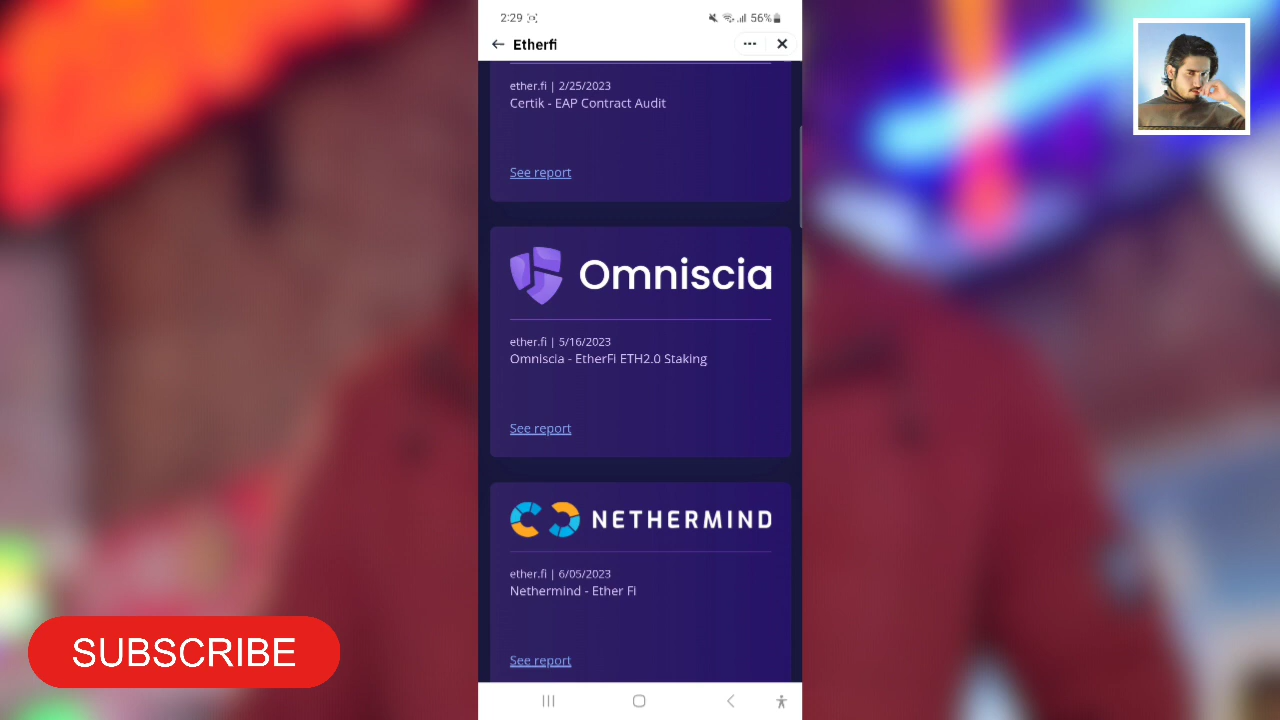 2:29
56%
Etherfi
ether.fi | 2/25/2023
Certik - EAP Contract Audit
See report
Omniscia
ether.fi | 5/16/2023
Omniscia - EtherFi ETH2.0 Staking
See report
NETHERMIND
ether.fi | 6/05/2023
Nethermind - Ether Fi
See report
SUBSCRIBE